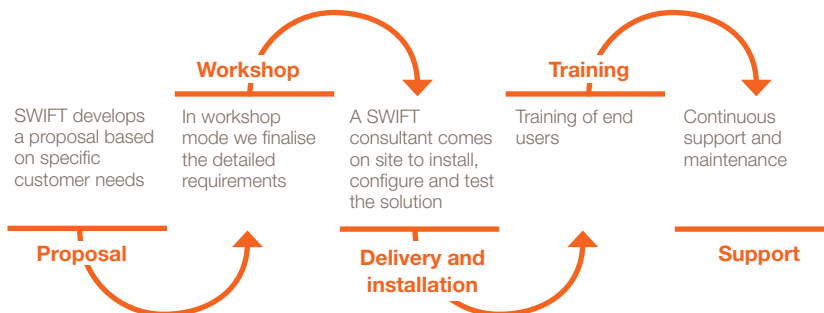 Workshop
Training
SWIFT develops
a proposal based
on specific
customer needs
In workshop
mode we finalise
the detailed
requirements
A SWIFT
consultant comes
on site to install,
configure and test
the solution
Training of end
users
Continuous
support and
maintenance
Proposal
Delivery and
installation
Support